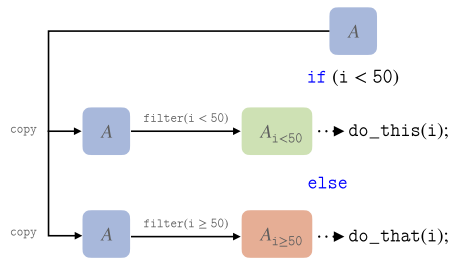 A
if (i < 50)
copy A filter(i < 50) A_{i<50} ··· do_this(i);
else
copy A filter(i ≥ 50) A_{i≥50} ··· do_that(i);